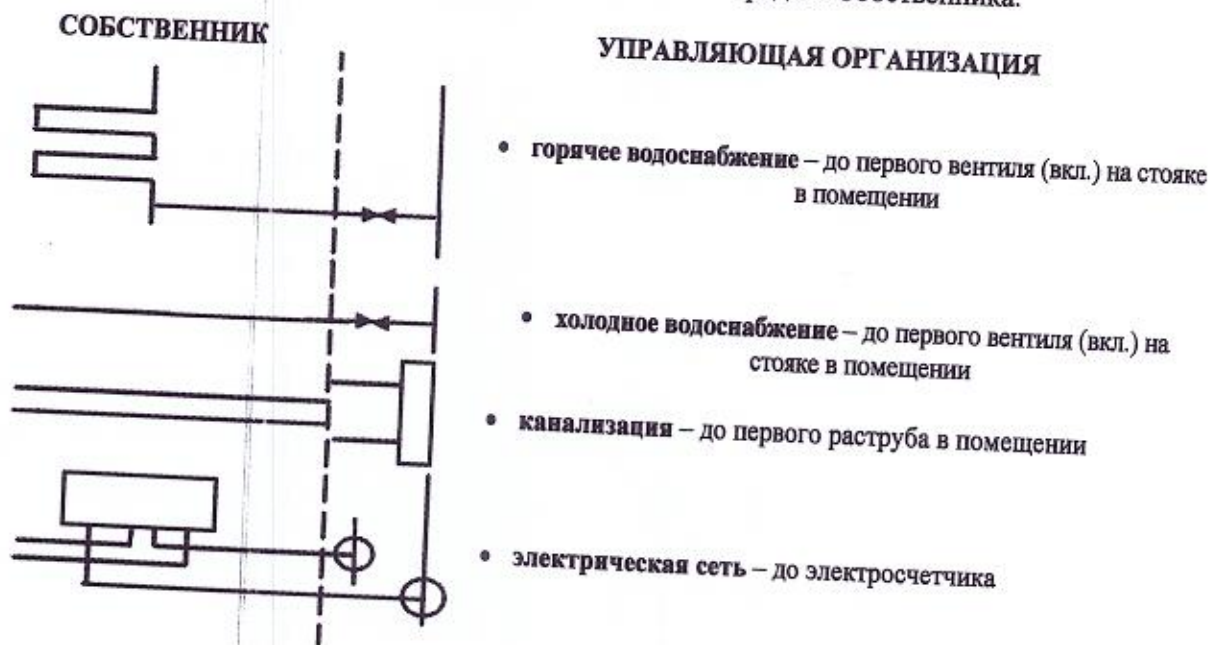 СОБСТВЕННИК
УПРАВЛЯЮЩАЯ ОРГАНИЗАЦИЯ
• горячее водоснабжение – до первого вентиля (вкл.) на стояке
в помещении
• холодное водоснабжение – до первого вентиля (вкл.) на
стояке в помещении
• канализация – до первого раструба в помещении
• электрическая сеть – до электросчетчика